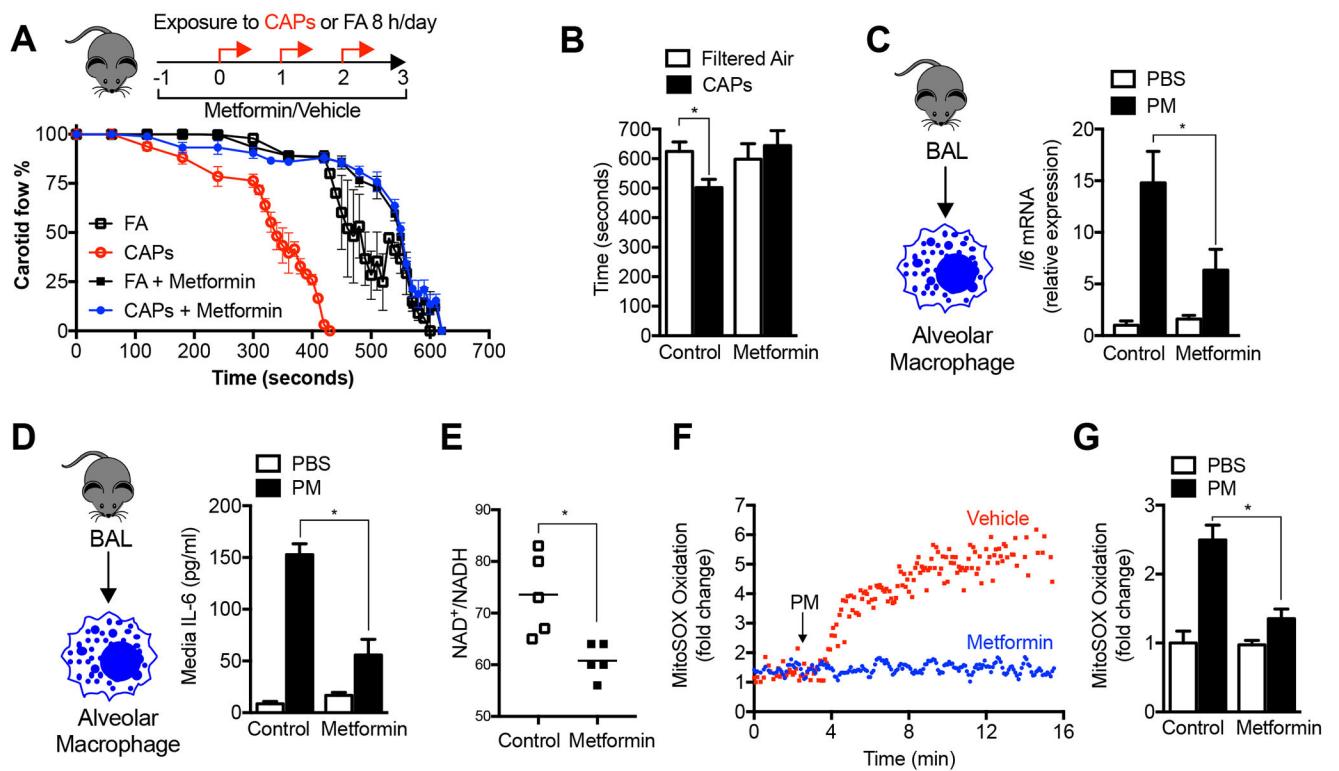 A
Exposure to CAPs or FA 8 h/day
-1 0 1 2 3
Metformin/Vehicle
Carotid fow %
100
75
50
25
0
FA
CAPs
FA + Metformin
CAPs + Metformin
0 100 200 300 400 500 600 700
Time (seconds)
B
Filtered Air
CAPs
*
Time (seconds)
700
600
500
400
300
200
100
0
Control Metformin
C
BAL
Alveolar
Macrophage
PBS
PM
*
Il6 mRNA
(relative expression)
20
15
10
5
0
Control Metformin
D
BAL
Alveolar
Macrophage
PBS
PM
*
Media IL-6 (pg/ml)
200
150
100
50
0
Control Metformin
E
*
NAD+/NADH
90
80
70
60
50
Control Metformin
F
MitoSOX Oxidation
(fold change)
7
6
5
4
3
2
1
0
Vehicle
PM
Metformin
0 4 8 12 16
Time (min)
G
PBS
PM
*
MitoSOX Oxidation
(fold change)
3
2
1
0
Control Metformin